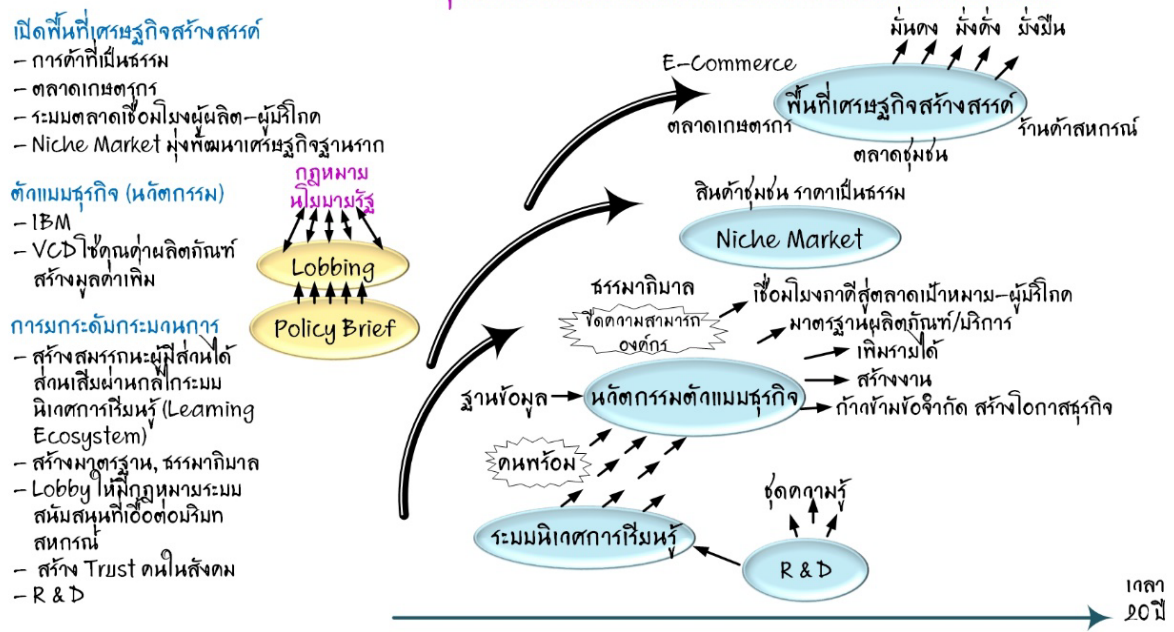 เปิดพื้นที่เศรษฐกิจสร้างสรรค์
– การค้าที่เป็นธรรม
– ตลาดเกษตรกร
– ระบบตลาดเชื่อมโยงผู้ผลิต–ผู้บริโภค
– Niche Market มุ่งพัฒนาเศรษฐกิจฐานราก
ตัวแบบธุรกิจ (นวัตกรรม)
– IBM
– VCD ใช้คุณค่าผลิตภัณฑ์
สร้างมูลค่าเพิ่ม
การยกระดับกระบวนการ
– สร้างสมรรถนะผู้มีส่วนได้
ส่วนเสียผ่านกลไกระบบ
นิเวศการเรียนรู้ (Learning
Ecosystem)
– สร้างมาตรฐาน, ธรรมาภิบาล
– Lobby ให้มีกฎหมายระบบ
สนับสนุนที่เอื้อต่อบริบท
สหกรณ์
– สร้าง Trust คนในสังคม
– R & D
กฎหมาย
นโยบายรัฐ
Lobbing
Policy Brief
มั่นคง มั่งคั่ง ยั่งยืน
E-Commerce
พื้นที่เศรษฐกิจสร้างสรรค์
ตลาดเกษตรกร
ร้านค้าสหกรณ์
ตลาดชุมชน
สินค้าชุมชน ราคาเป็นธรรม
Niche Market
ธรรมาภิบาล
ขีดความสามารถ
องค์กร
เชื่อมโยงภาคีสู่ตลาดเป้าหมาย–ผู้บริโภค
มาตรฐานผลิตภัณฑ์/บริการ
เพิ่มรายได้
สร้างงาน
ฐานข้อมูล
นวัตกรรมตัวแบบธุรกิจ
ก้าวข้ามข้อจำกัด สร้างโอกาสธุรกิจ
คนพร้อม
ชุดความรู้
ระบบนิเวศการเรียนรู้
R & D
เวลา
20 ปี